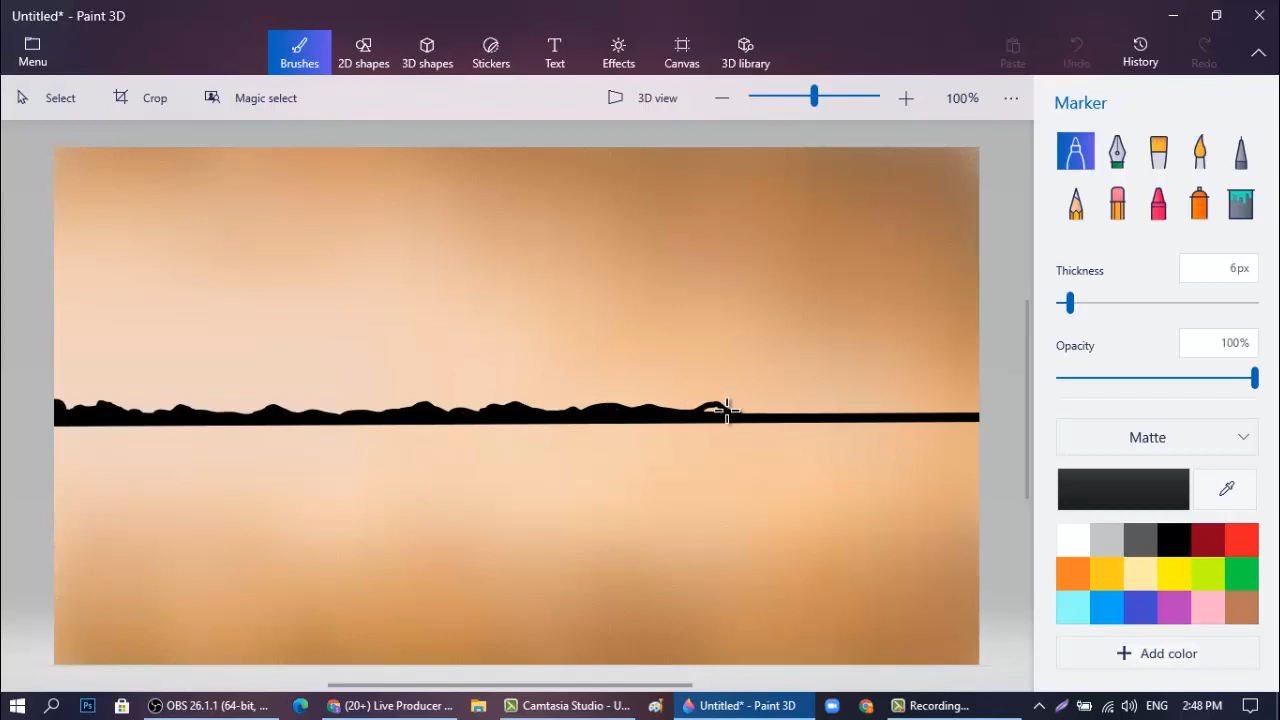 Untitled* - Paint 3D
Menu
Brushes
2D shapes
3D shapes
Stickers
Text
Effects
Canvas
3D library
Paste
Undo
History
Redo
Select
Crop
Magic select
3D view
100%
Marker
Thickness
6px
Opacity
100%
Matte
Add color
Ps
OBS 26.1.1 (64-bit, ...
(20+) Live Producer ...
Camtasia Studio - U...
Untitled* - Paint 3D
Recording...
ENG
2:48 PM